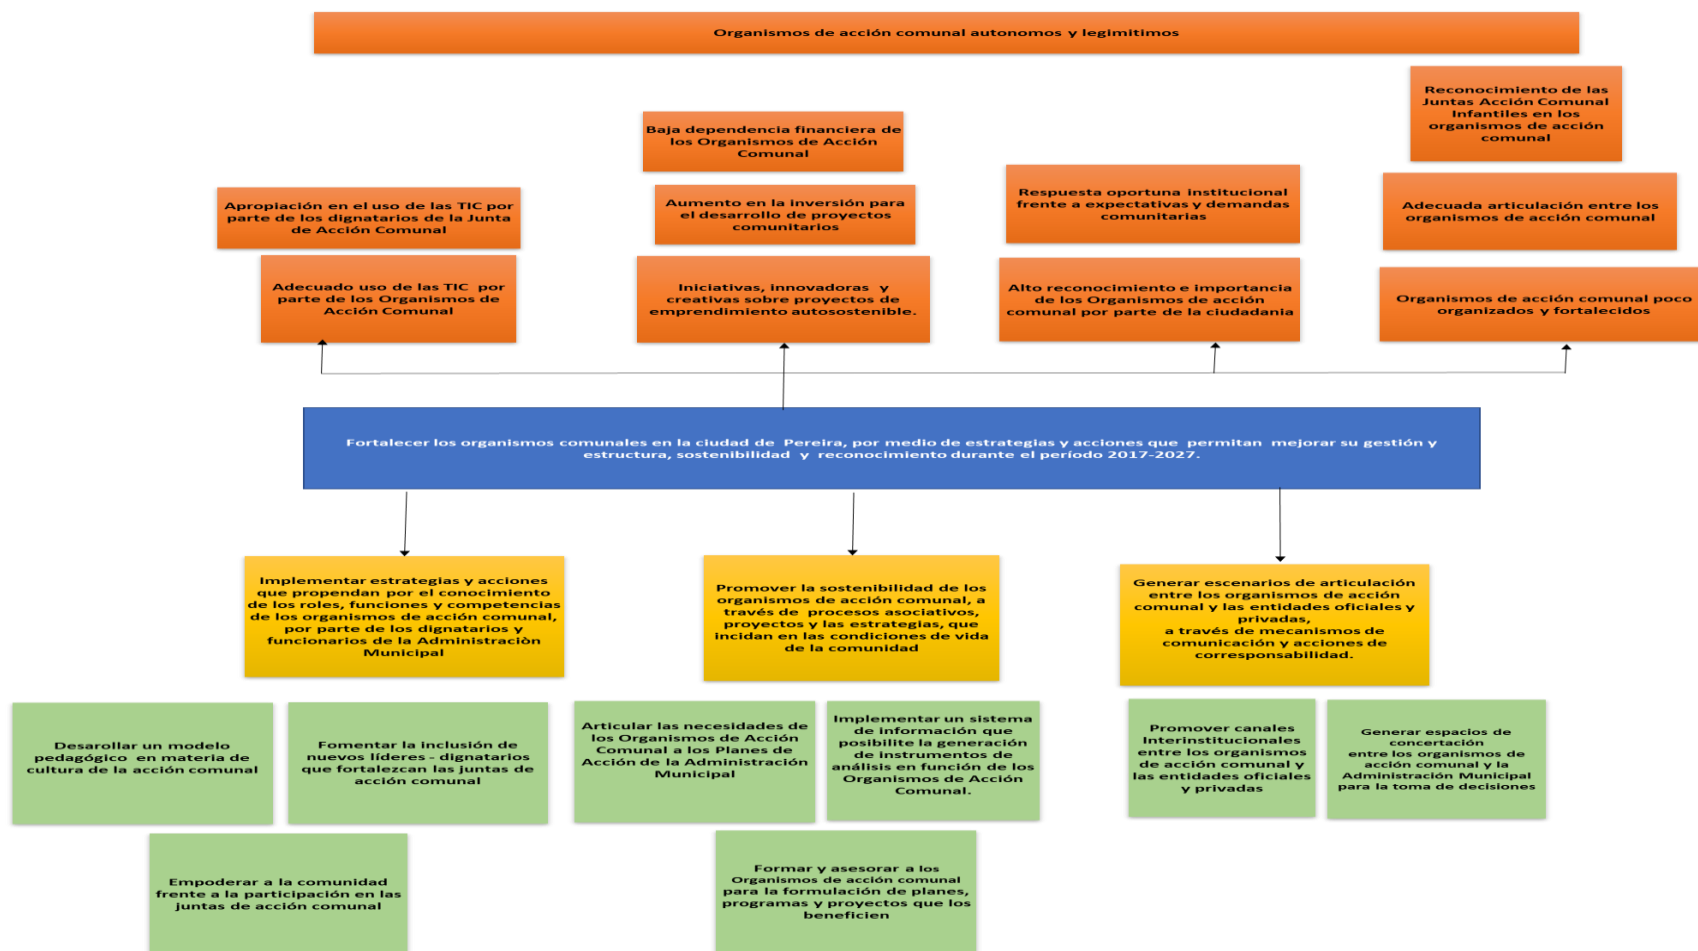 Organismos de acción comunal autonomos y legimitimos
Reconocimiento de las
Juntas Acción Comunal
Infantiles en los
organismos de acción
comunal
Baja dependencia financiera de
los Organismos de Acción
Comunal
Apropiación en el uso de las TIC por
parte de los dignatarios de la Junta
de Acción Comunal
Aumento en la inversión para
el desarrollo de proyectos
comunitarios
Respuesta oportuna institucional
frente a expectativas y demandas
comunitarias
Adecuada articulación entre los
organismos de acción comunal
Adecuado uso de las TIC por
parte de los Organismos de
Acción Comunal
Iniciativas, innovadoras y
creativas sobre proyectos de
emprendimiento autosostenible.
Alto reconocimiento e importancia
de los Organismos de acción
comunal por parte de la ciudadania
Organismos de acción comunal poco
organizados y fortalecidos
Fortalecer los organismos comunales en la ciudad de Pereira, por medio de estrategias y acciones que permitan mejorar su gestión y
estructura, sostenibilidad y reconocimiento durante el período 2017-2027.
Implementar estrategias y acciones
que propendan por el conocimiento
de los roles, funciones y competencias
de los organismos de acción comunal,
por parte de los dignatarios y
funcionarios de la Administraciòn
Municipal
Promover la sostenibilidad de los
organismos de acción comunal, a
través de procesos asociativos,
proyectos y las estrategias, que
incidan en las condiciones de vida
de la comunidad
Generar escenarios de articulación
entre los organismos de acción
comunal y las entidades oficiales y
privadas,
a través de mecanismos de
comunicación y acciones de
corresponsabilidad.
Desarollar un modelo
pedagógico en materia de
cultura de la acción comunal
Fomentar la inclusión de
nuevos líderes - dignatarios
que fortalezcan las juntas de
acción comunal
Articular las necesidades de
los Organismos de Acción
Comunal a los Planes de
Acción de la Administración
Municipal
Implementar un sistema
de información que
posibilite la generación
de instrumentos de
análisis en función de los
Organismos de Acción
Comunal.
Promover canales
Interinstitucionales
entre los organismos
de acción comunal y
las entidades oficiales
y privadas
Generar espacios de
concertación
entre los organismos de
acción comunal y la
Administración Municipal
para la toma de decisiones
Empoderar a la comunidad
frente a la participación en las
juntas de acción comunal
Formar y asesorar a los
Organismos de acción comunal
para la formulación de planes,
programas y proyectos que los
beneficien